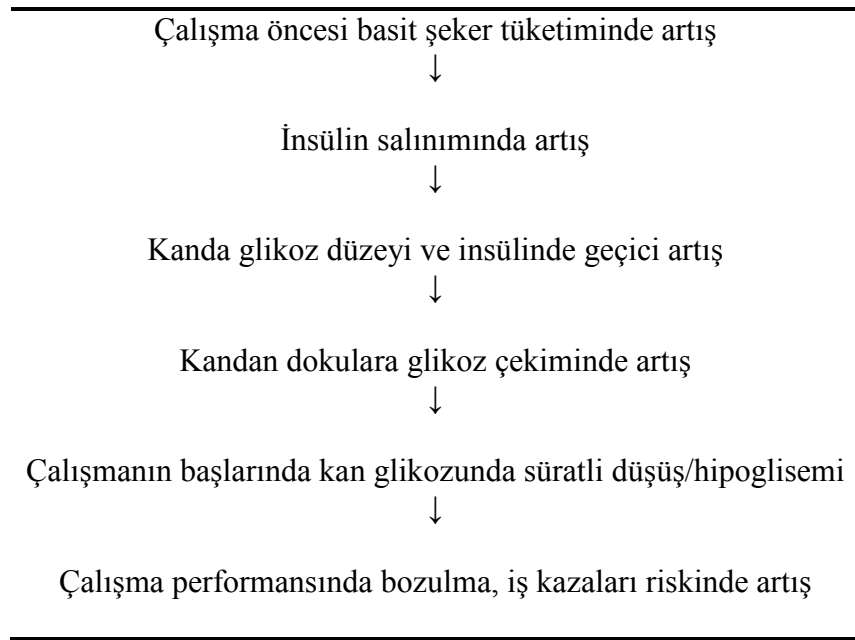 Çalışma öncesi basit şeker tüketiminde artış
↓
İnsülin salınımında artış
↓
Kanda glikoz düzeyi ve insülinde geçici artış
↓
Kandan dokulara glikoz çekiminde artış
↓
Çalışmanın başlarında kan glikozunda süratli düşüş/hipoglisemi
↓
Çalışma performansında bozulma, iş kazaları riskinde artış